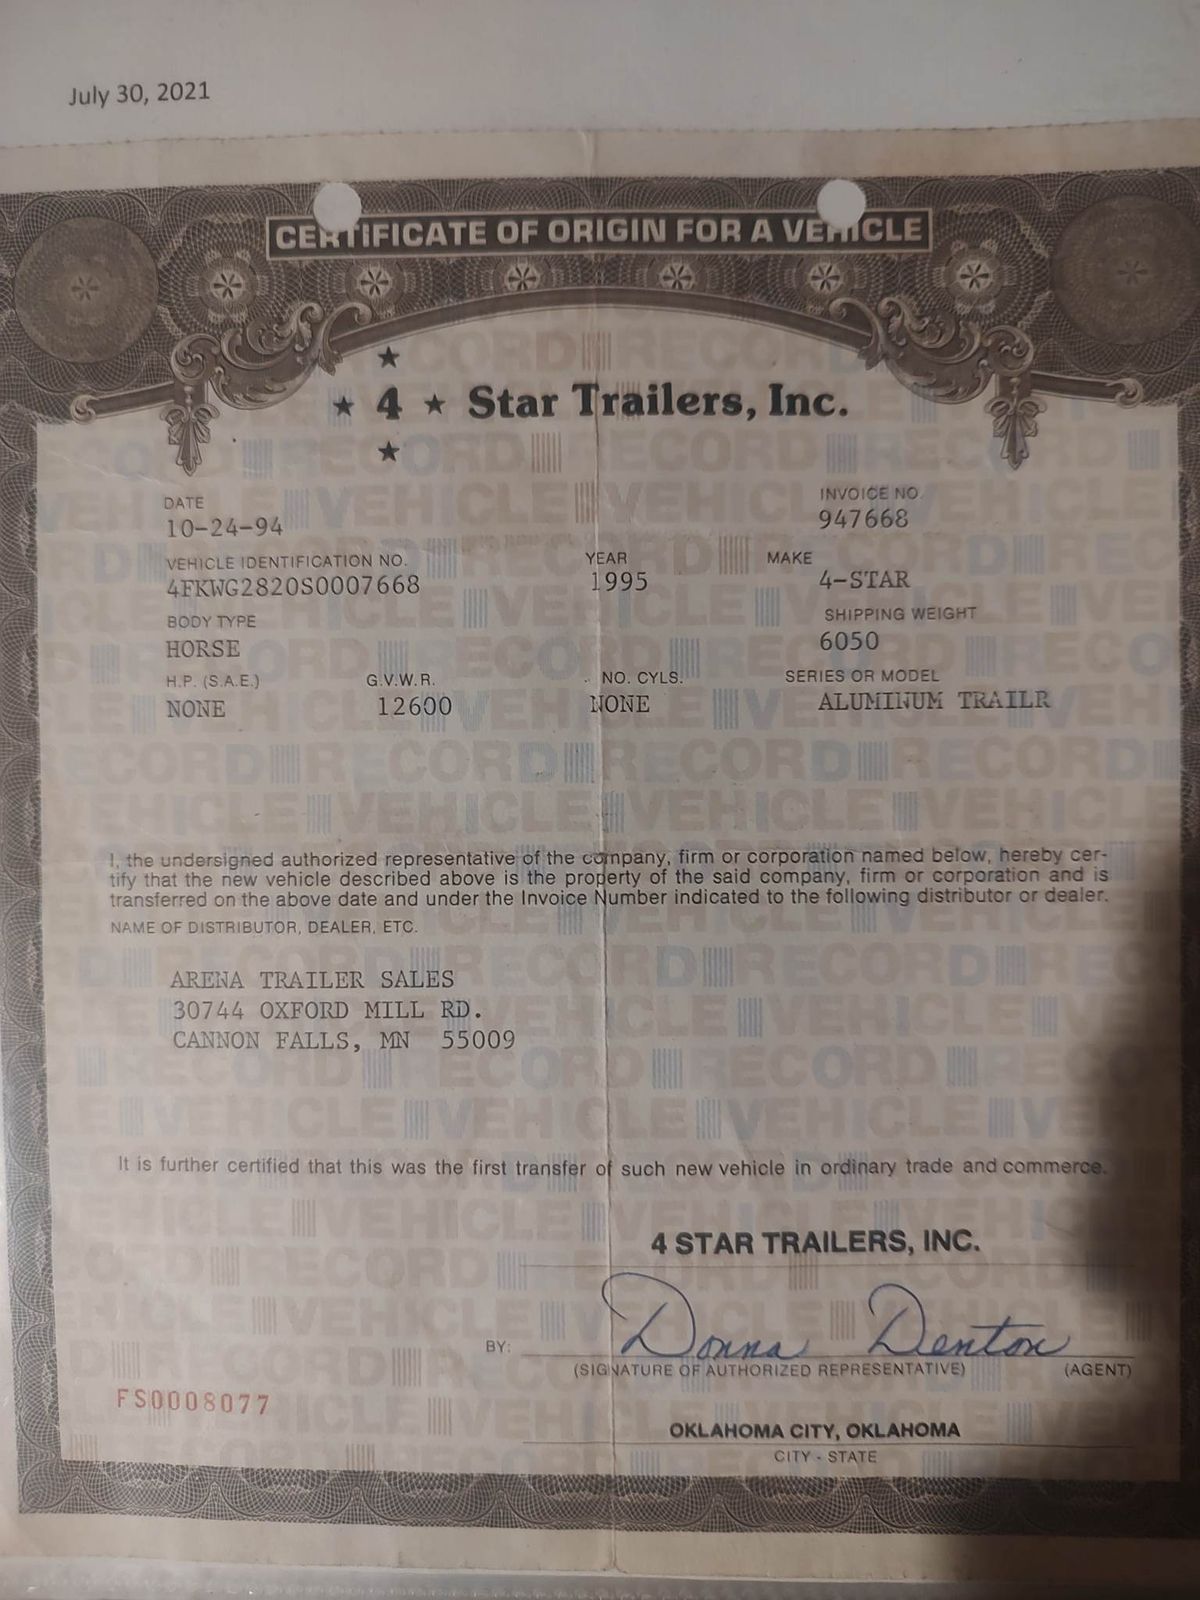 July 30, 2021
CERTIFICATE OF ORIGIN FOR A VEHICLE
4 Star Trailers, Inc.
DATE INVOICE NO.
10-24-94 947668
VEHICLE IDENTIFICATION NO. YEAR MAKE
4FKWG2820S0007668 1995 4-STAR
BODY TYPE SHIPPING WEIGHT
HORSE 6050
H.P. (S.A.E.) G.V.W.R. NO. CYLS. SERIES OR MODEL
NONE 12600 NONE ALUMINUM TRAILR
I, the undersigned authorized representative of the company, firm or corporation named below, hereby cer-
tify that the new vehicle described above is the property of the said company, firm or corporation and is
transferred on the above date and under the Invoice Number indicated to the following distributor or dealer.
NAME OF DISTRIBUTOR, DEALER, ETC.
ARENA TRAILER SALES
30744 OXFORD MILL RD.
CANNON FALLS, MN 55009
It is further certified that this was the first transfer of such new vehicle in ordinary trade and commerce.
4 STAR TRAILERS, INC.
BY: Donna Denton
(SIGNATURE OF AUTHORIZED REPRESENTATIVE) (AGENT)
FS0008077
OKLAHOMA CITY, OKLAHOMA
CITY - STATE